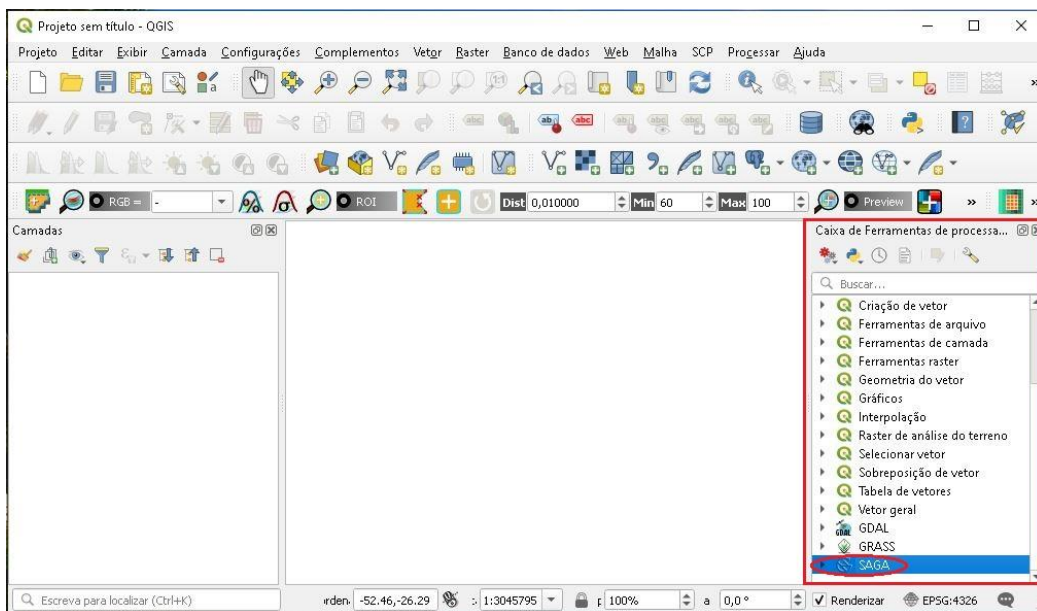 Projeto sem título - QGIS
Projeto Editar Exibir Camada Configurações Complementos Vetor Raster Banco de dados Web Malha SCP Processar Ajuda
RGB = - ROI Dist 0,010000 Min 60 Max 100 Preview
Camadas
Caixa de Ferramentas de processa...
Buscar...
Criação de vetor
Ferramentas de arquivo
Ferramentas de camada
Ferramentas raster
Geometria do vetor
Gráficos
Interpolação
Raster de análise do terreno
Selecionar vetor
Sobreposição de vetor
Tabela de vetores
Vetor geral
GDAL
GRASS
SAGA
Escreva para localizar (Ctrl+K) rden -52.46,-26.29 1:3045795 100% a 0,0 ° Renderizar EPSG:4326